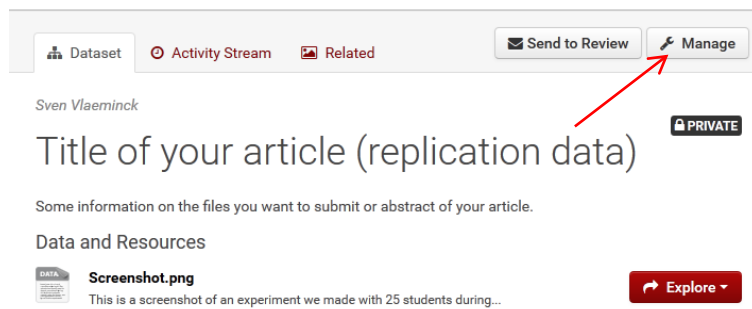 Dataset Activity Stream Related Send to Review Manage
Sven Vlaeminck
PRIVATE
Title of your article (replication data)
Some information on the files you want to submit or abstract of your article.
Data and Resources
DATA
Screenshot.png
Explore
This is a screenshot of an experiment we made with 25 students during...